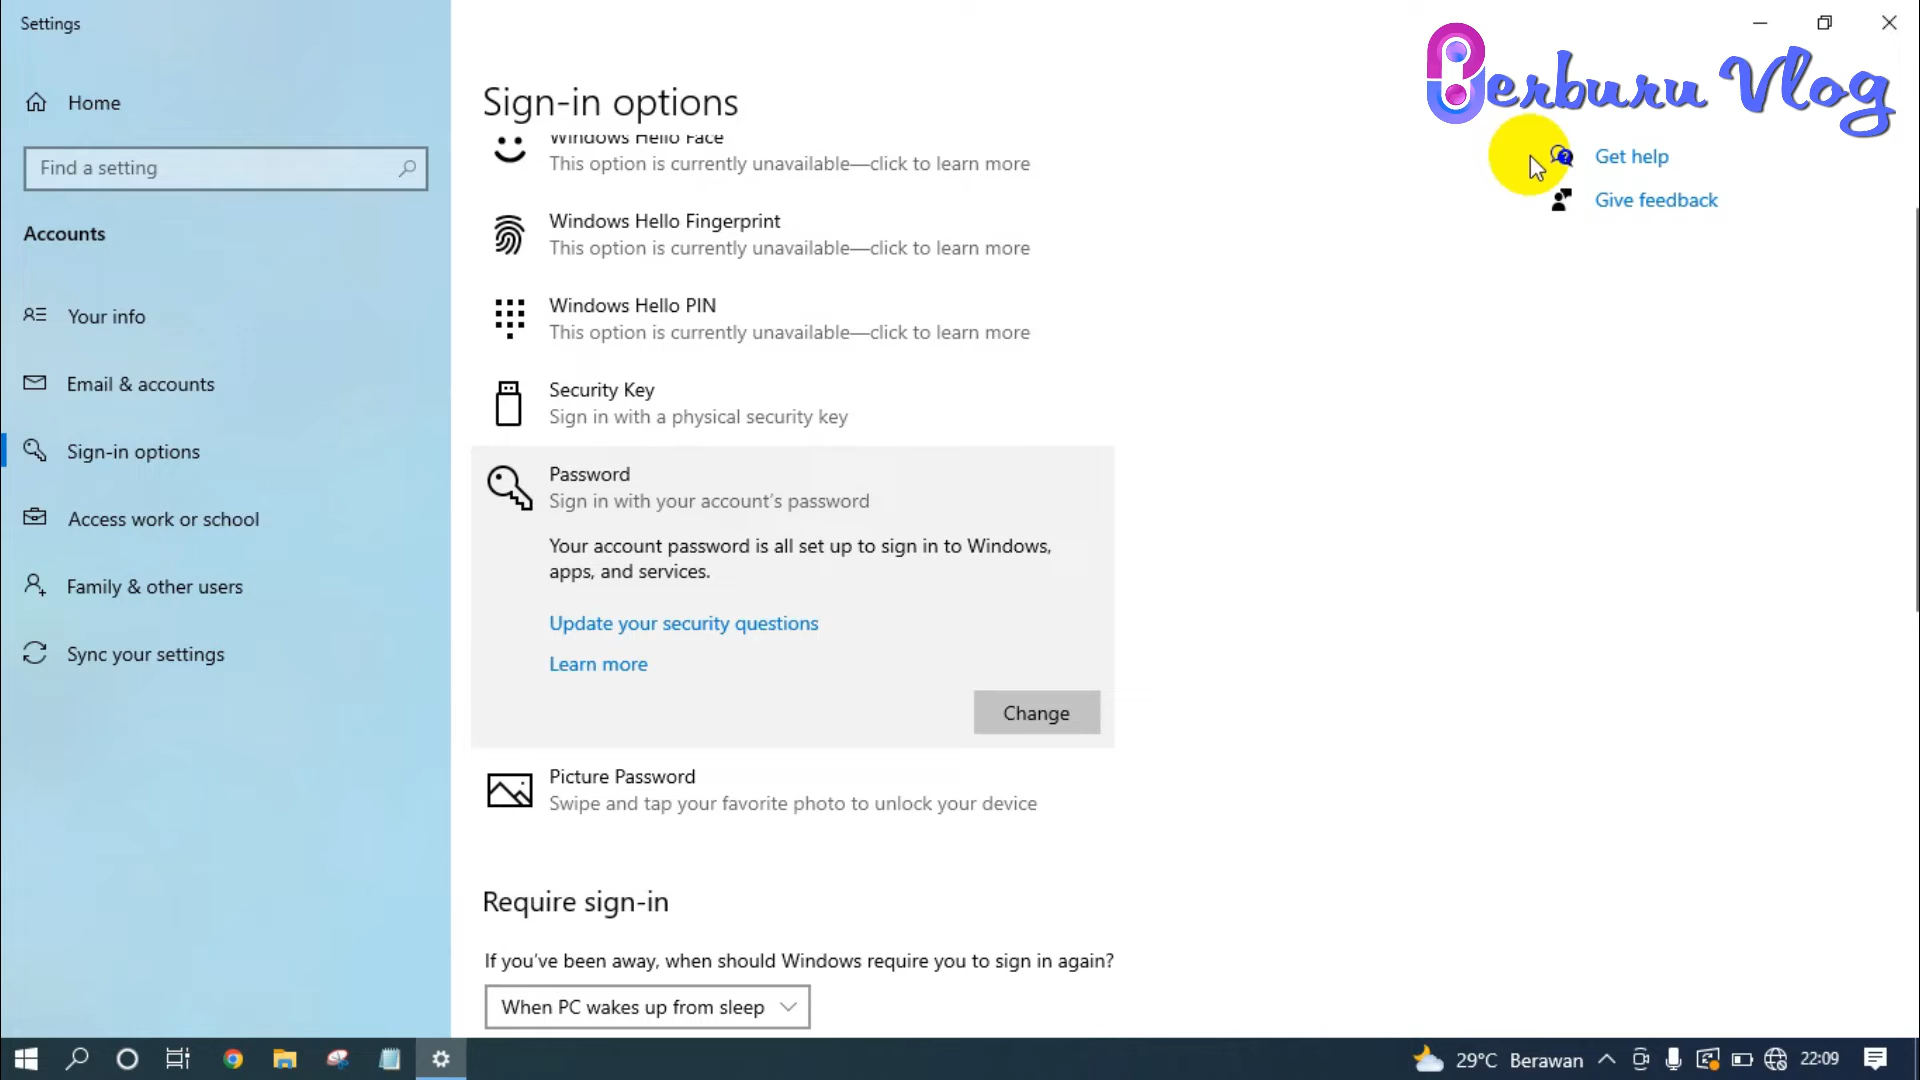 Settings
Berburu Vlog
Home
Find a setting
Accounts
Your info
Email & accounts
Sign-in options
Access work or school
Family & other users
Sync your settings
Sign-in options
Windows Hello Face
This option is currently unavailable—click to learn more
Windows Hello Fingerprint
This option is currently unavailable—click to learn more
Windows Hello PIN
This option is currently unavailable—click to learn more
Security Key
Sign in with a physical security key
Password
Sign in with your account's password
Your account password is all set up to sign in to Windows,
apps, and services.
Update your security questions
Learn more
Change
Picture Password
Swipe and tap your favorite photo to unlock your device
Require sign-in
If you've been away, when should Windows require you to sign in again?
When PC wakes up from sleep
Get help
Give feedback
29°C Berawan
22:09